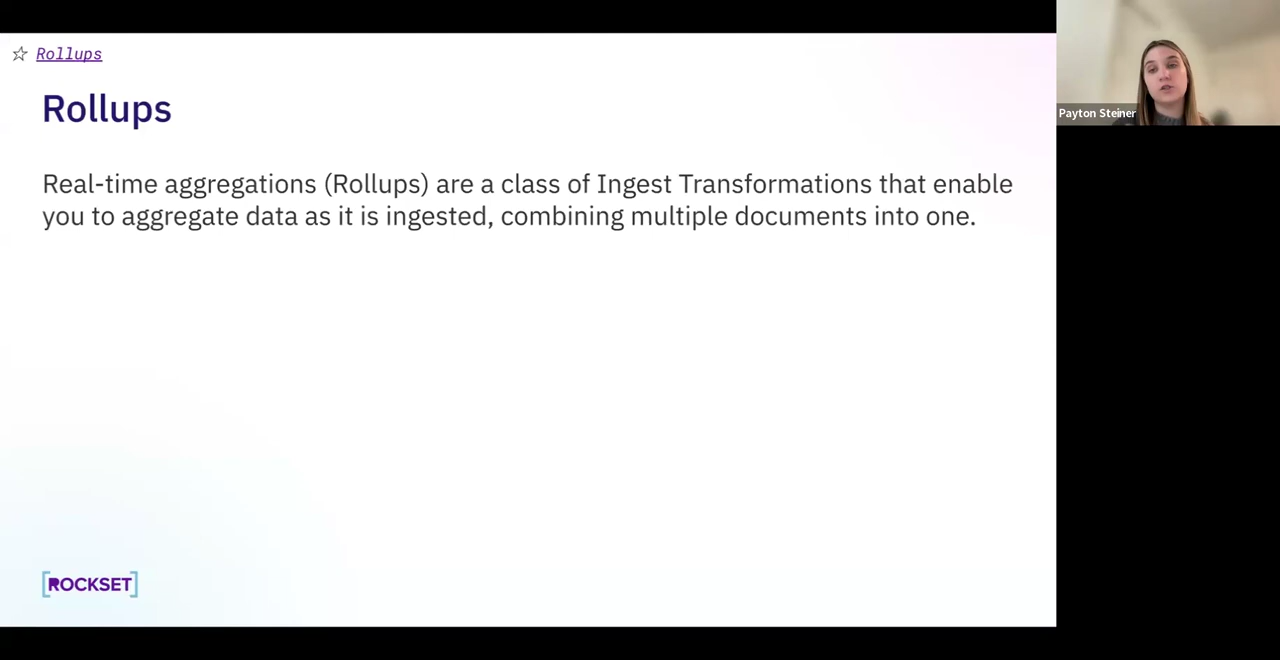 ☆ Rollups
Rollups
Real-time aggregations (Rollups) are a class of Ingest Transformations that enable
you to aggregate data as it is ingested, combining multiple documents into one.
[ROCKSET]
Payton Steiner